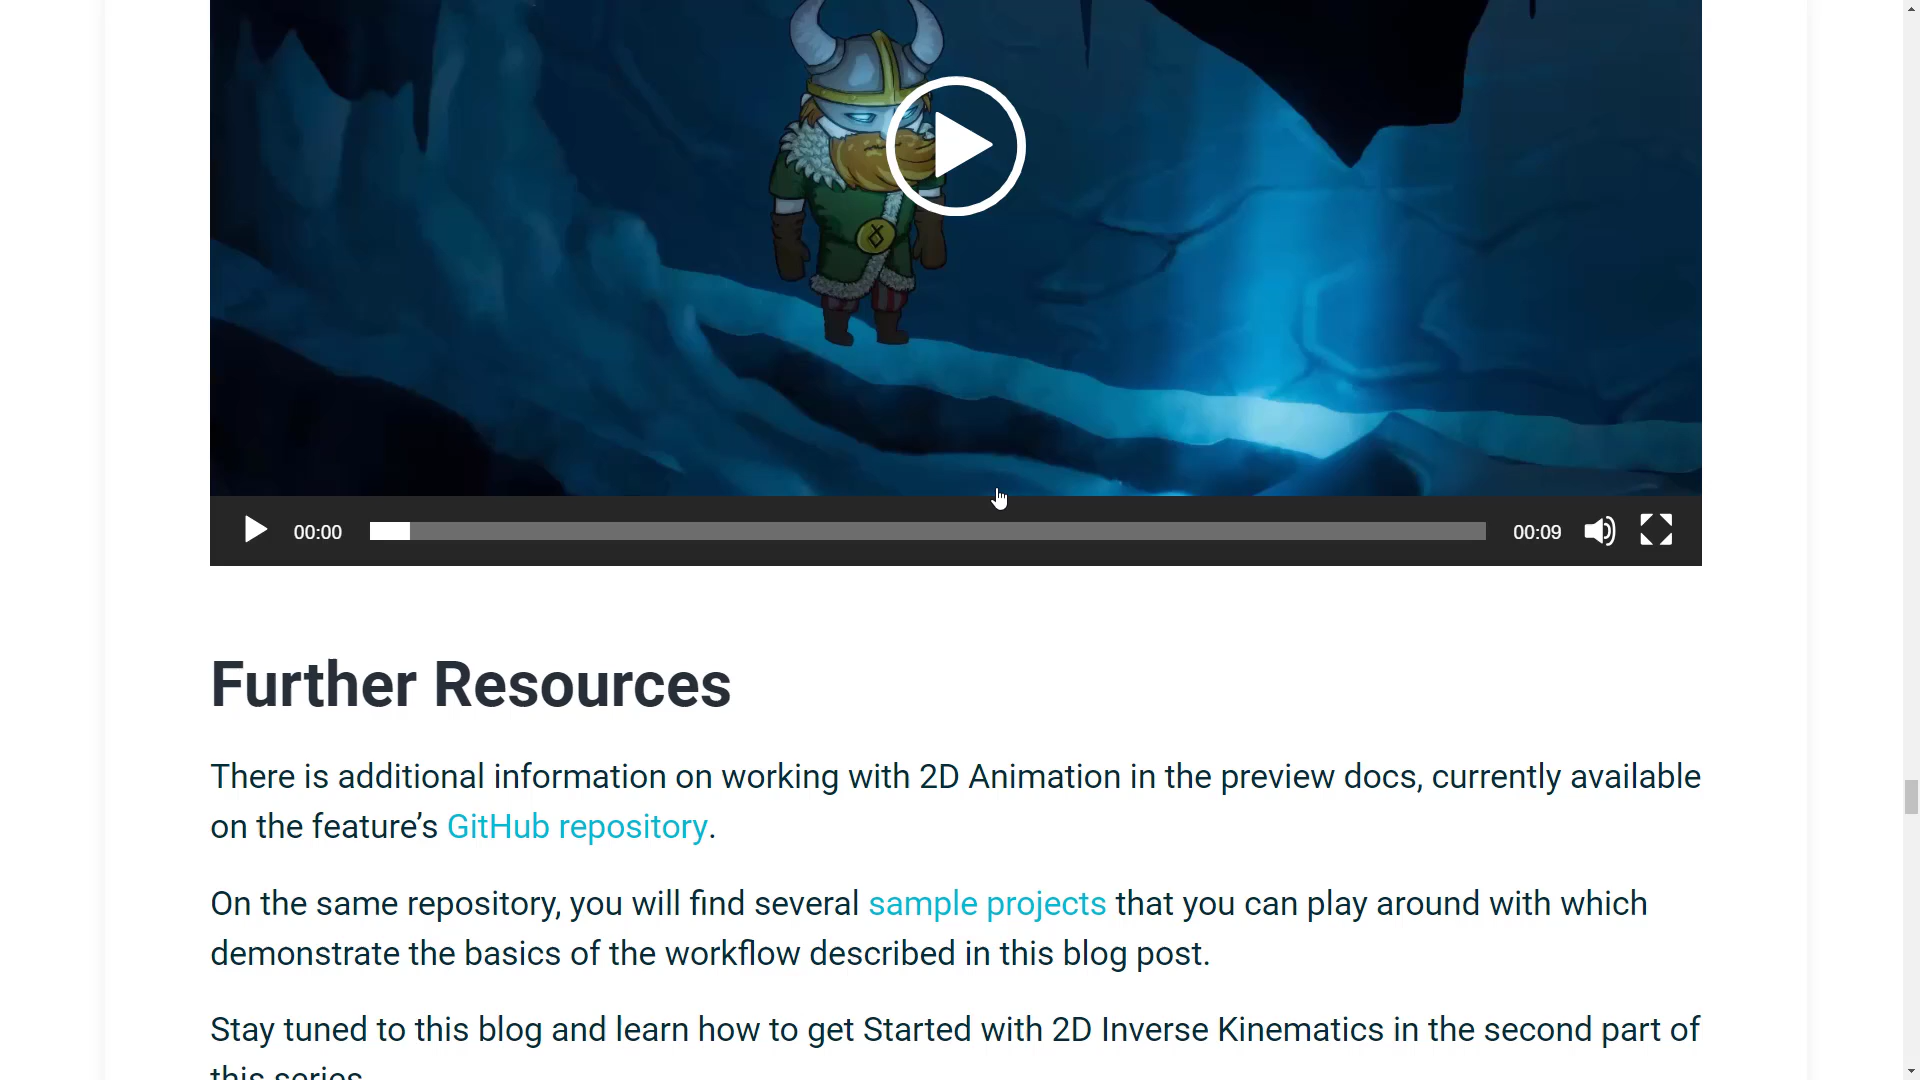 00:00
00:09
Further Resources
There is additional information on working with 2D Animation in the preview docs, currently available
on the feature’s GitHub repository.
On the same repository, you will find several sample projects that you can play around with which
demonstrate the basics of the workflow described in this blog post.
Stay tuned to this blog and learn how to get Started with 2D Inverse Kinematics in the second part of
this series.